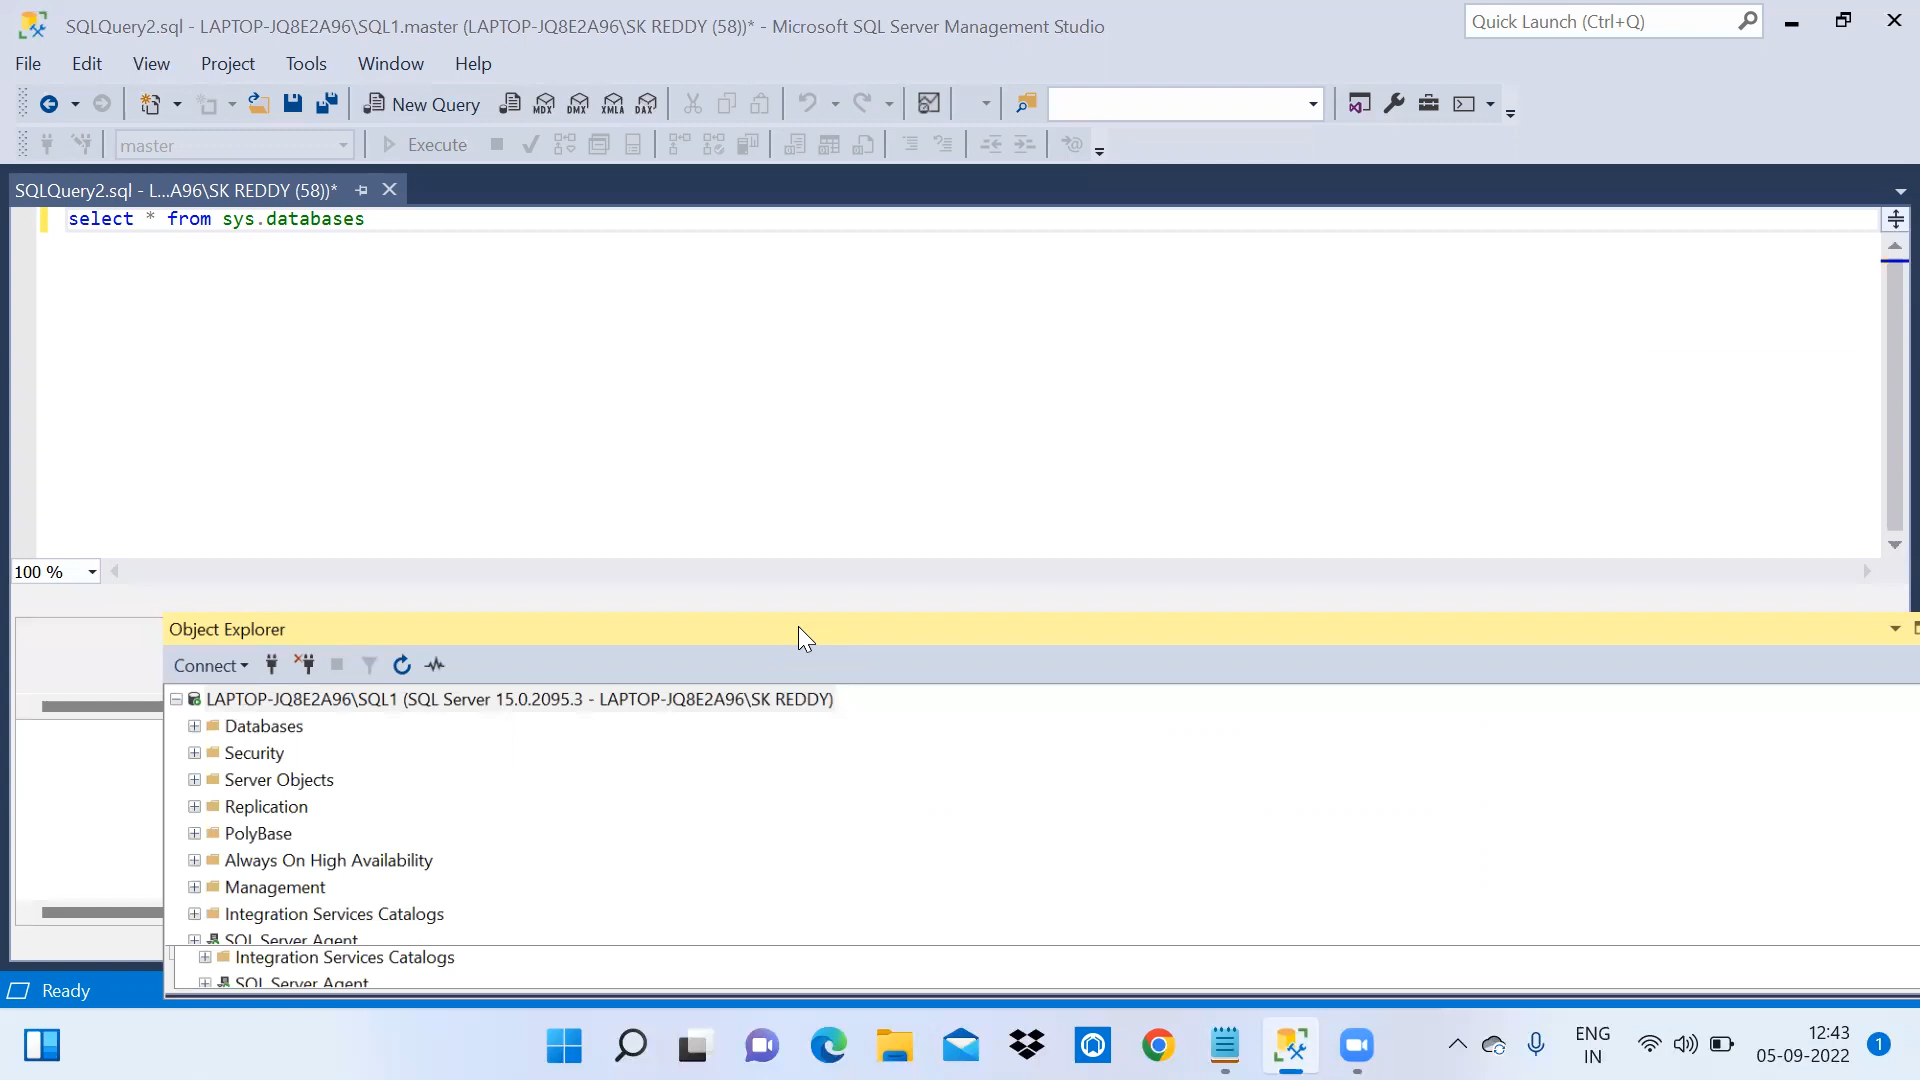 SQLQuery2.sql - LAPTOP-JQ8E2A96\SQL1.master (LAPTOP-JQ8E2A96\SK REDDY (58))* - Microsoft SQL Server Management Studio
Quick Launch (Ctrl+Q)
File Edit View Project Tools Window Help
New Query MDX DMX XMLA DAX
master Execute
SQLQuery2.sql - L...A96\SK REDDY (58))*
select * from sys.databases
100 %
Object Explorer
Connect
LAPTOP-JQ8E2A96\SQL1 (SQL Server 15.0.2095.3 - LAPTOP-JQ8E2A96\SK REDDY)
Databases
Security
Server Objects
Replication
PolyBase
Always On High Availability
Management
Integration Services Catalogs
SQL Server Agent
Integration Services Catalogs
SQL Server Agent
Ready
ENG
IN
12:43
05-09-2022
1